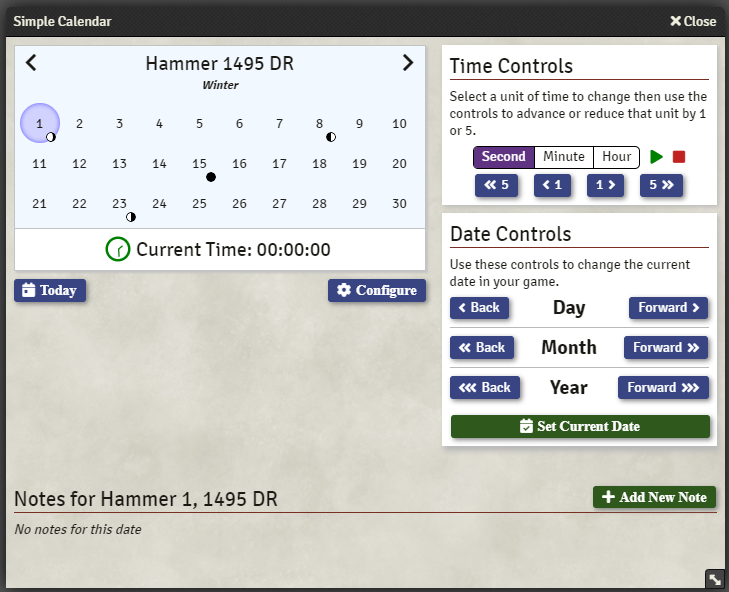 Simple Calendar
Close
Hammer 1495 DR
Winter
1 2 3 4 5 6 7 8 9 10
11 12 13 14 15 16 17 18 19 20
21 22 23 24 25 26 27 28 29 30
Current Time: 00:00:00
Today
Configure
Time Controls
Select a unit of time to change then use the
controls to advance or reduce that unit by 1
or 5.
Second Minute Hour
5 1 1 5
Date Controls
Use these controls to change the current
date in your game.
Back Day Forward
Back Month Forward
Back Year Forward
Set Current Date
Notes for Hammer 1, 1495 DR
Add New Note
No notes for this date